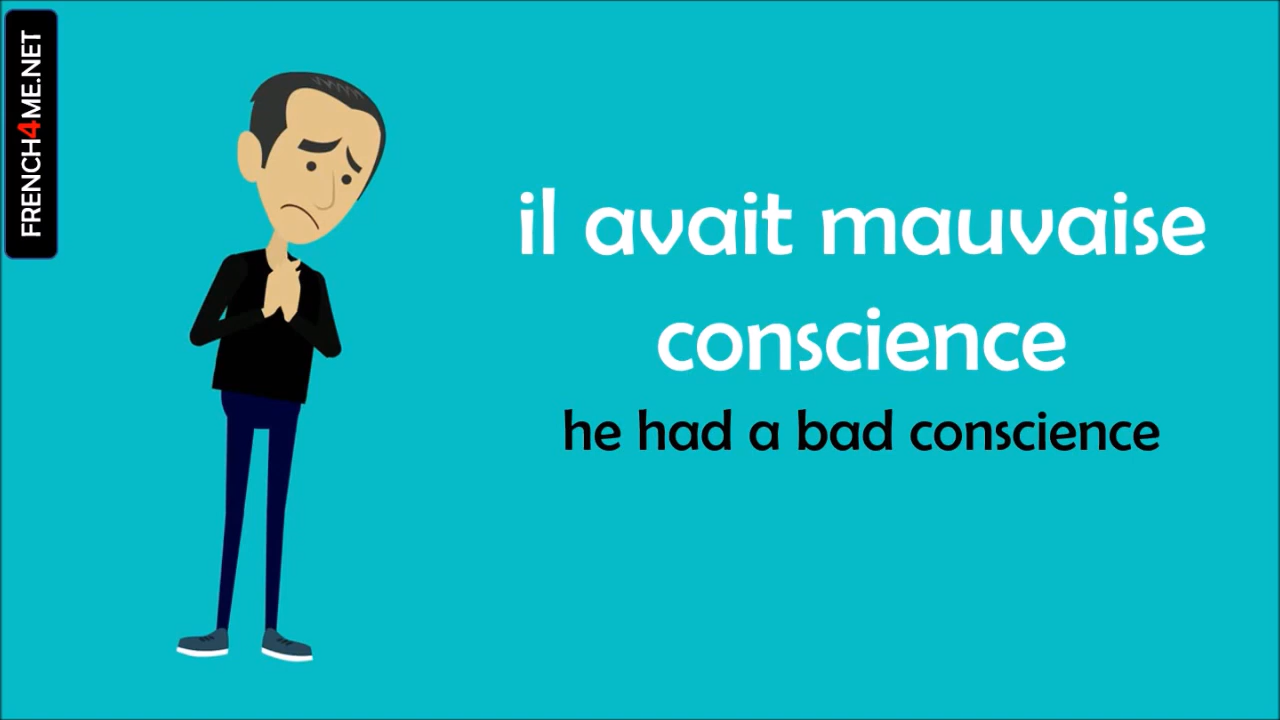 FRENCH4ME.NET
il avait mauvaise
conscience
he had a bad conscience